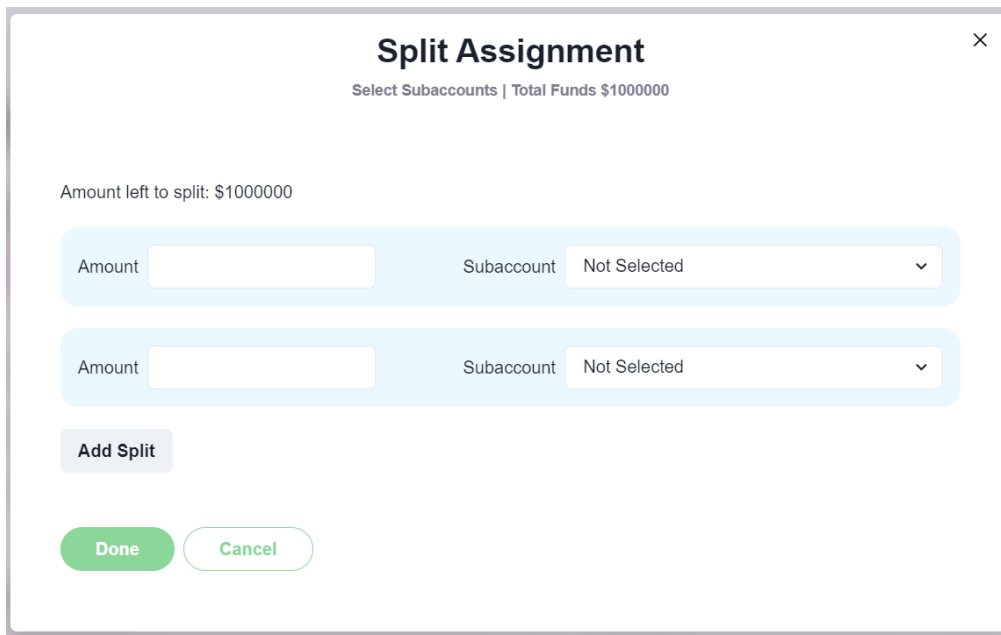 Split Assignment
Select Subaccounts | Total Funds $1000000
Amount left to split: $1000000
Amount Subaccount Not Selected
Amount Subaccount Not Selected
Add Split
Done Cancel